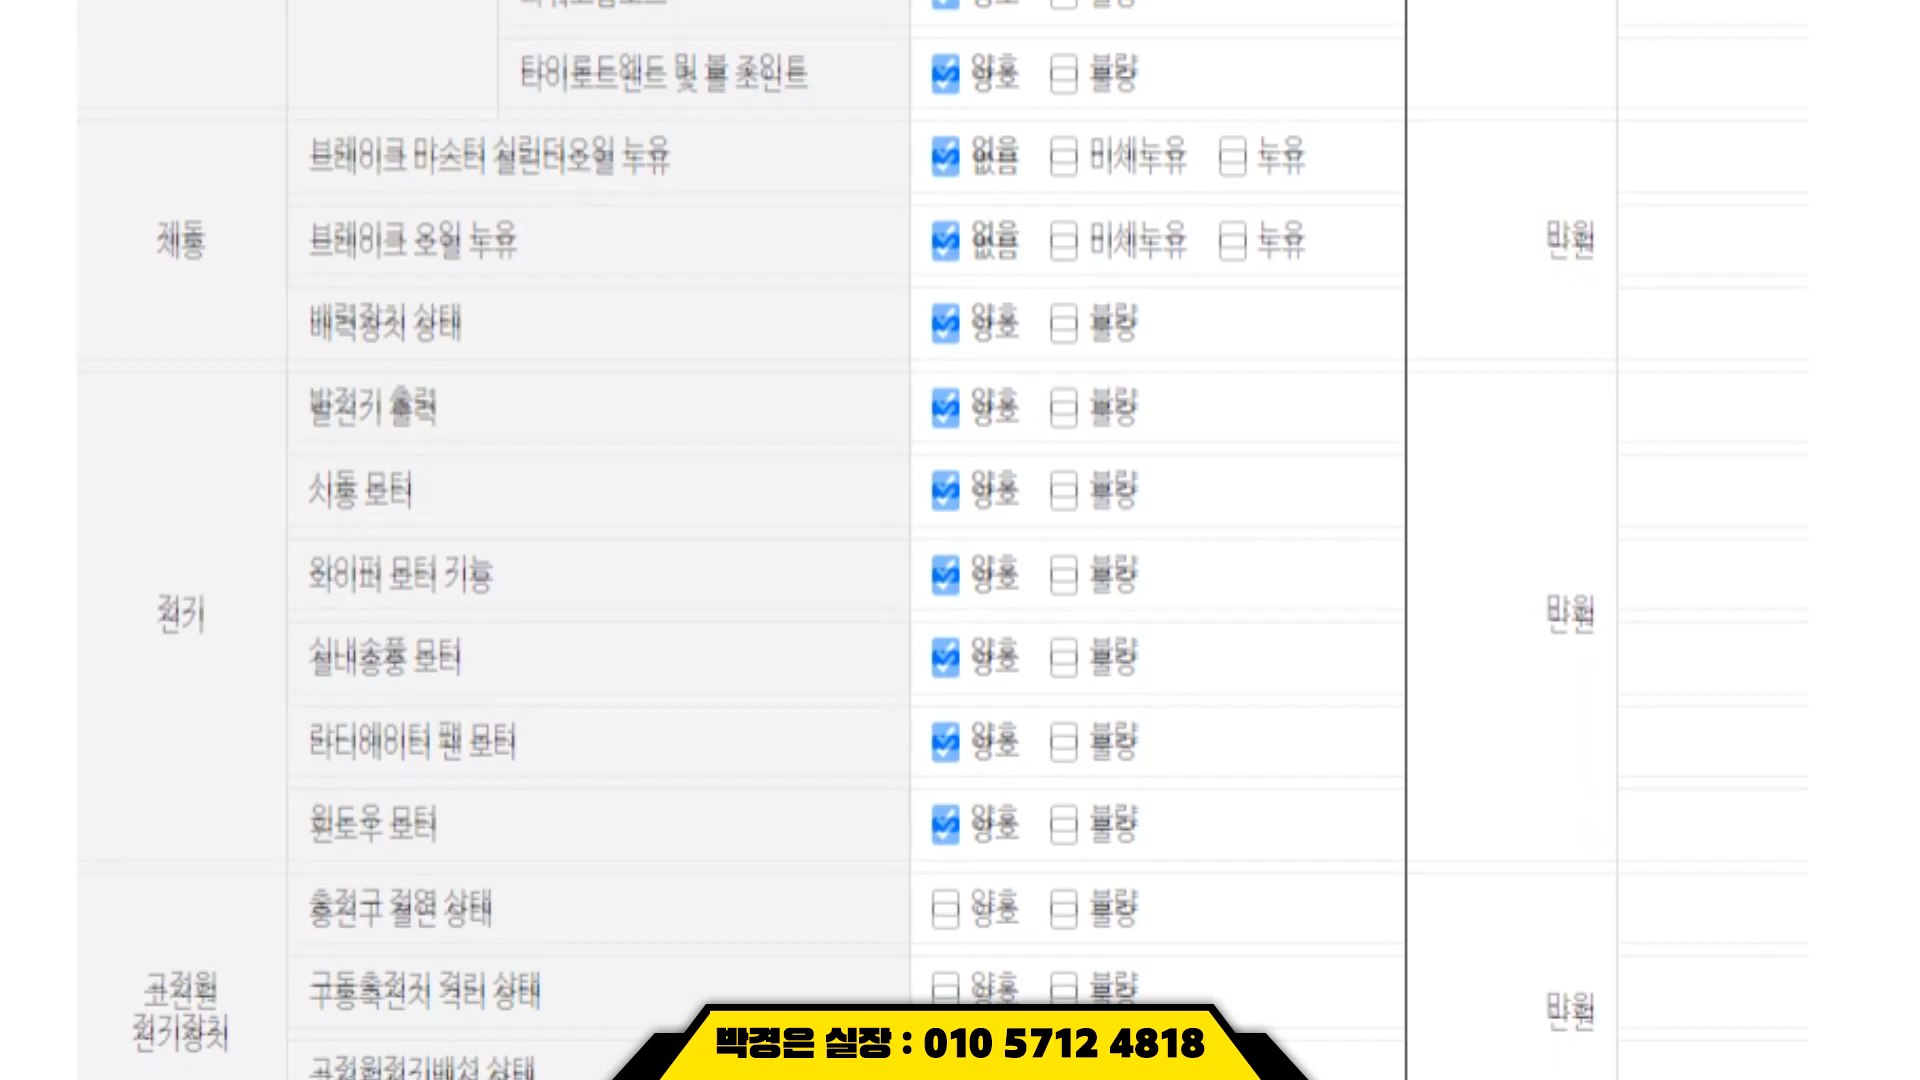 타이로드엔드 및 볼 조인트 양호 불량
브레이크 마스터 실린더오일 누유 없음 미세누유 누유
제동 브레이크 오일 누유 없음 미세누유 누유 만원
배력장치 상태 양호 불량
발전기 출력 양호 불량
시동 모터 양호 불량
와이퍼 모터 기능 양호 불량
전기 만원
실내송풍 모터 양호 불량
라디에이터 팬 모터 양호 불량
윈도우 모터 양호 불량
충전구 절연 상태 양호 불량
고전원 구동축전지 격리 상태 양호 불량 만원
전기장치
고전원전기배선 상태
박경은 실장 : 010 5712 4818